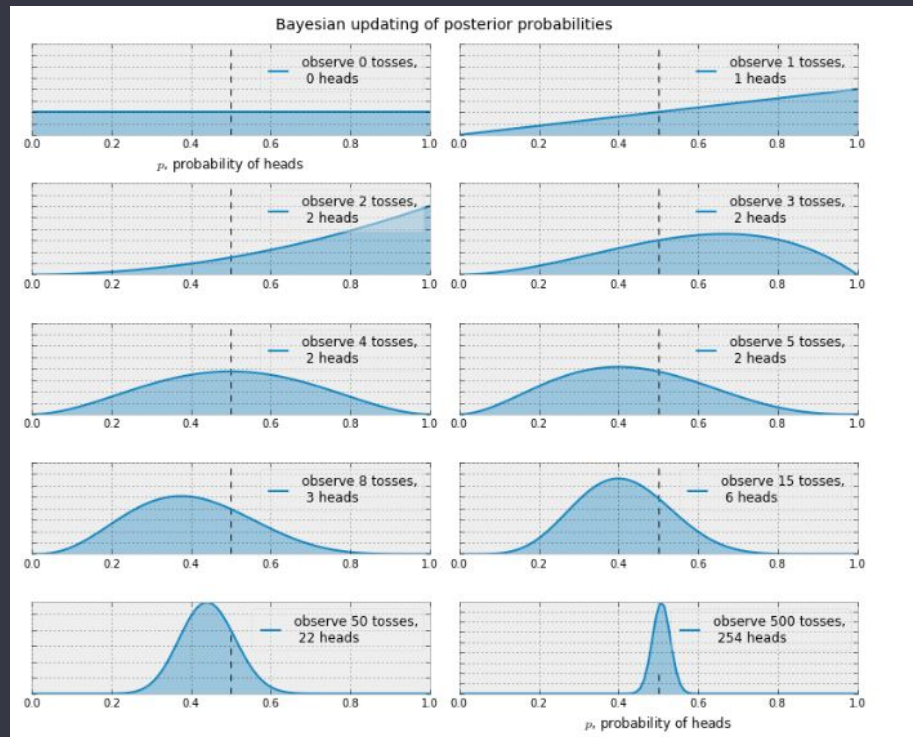 Bayesian updating of posterior probabilities
observe 0 tosses,
0 heads
0.0 0.2 0.4 0.6 0.8 1.0
p, probability of heads
observe 1 tosses,
1 heads
0.0 0.2 0.4 0.6 0.8 1.0
observe 2 tosses,
2 heads
0.0 0.2 0.4 0.6 0.8 1.0
observe 3 tosses,
2 heads
0.0 0.2 0.4 0.6 0.8 1.0
observe 4 tosses,
2 heads
0.0 0.2 0.4 0.6 0.8 1.0
observe 5 tosses,
2 heads
0.0 0.2 0.4 0.6 0.8 1.0
observe 8 tosses,
3 heads
0.0 0.2 0.4 0.6 0.8 1.0
observe 15 tosses,
6 heads
0.0 0.2 0.4 0.6 0.8 1.0
observe 50 tosses,
22 heads
0.0 0.2 0.4 0.6 0.8 1.0
observe 500 tosses,
254 heads
0.0 0.2 0.4 0.6 0.8 1.0
p, probability of heads